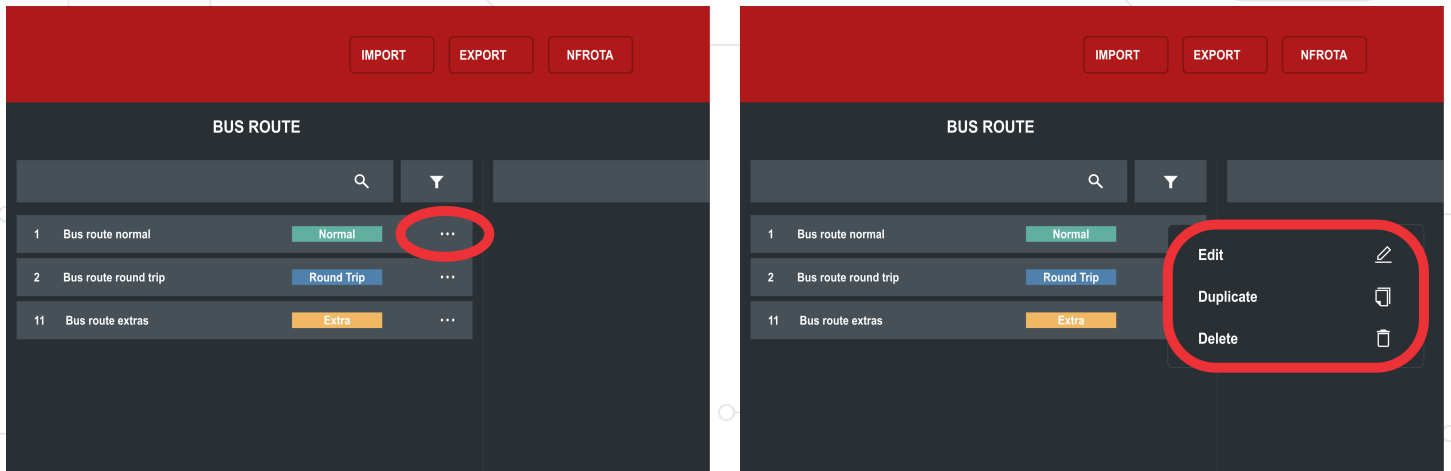 IMPORT EXPORT NFROTA
BUS ROUTE
1 Bus route normal Normal ...
2 Bus route round trip Round Trip ...
11 Bus route extras Extra ...
IMPORT EXPORT NFROTA
BUS ROUTE
1 Bus route normal Normal
2 Bus route round trip Round Trip
11 Bus route extras Extra
Edit
Duplicate
Delete